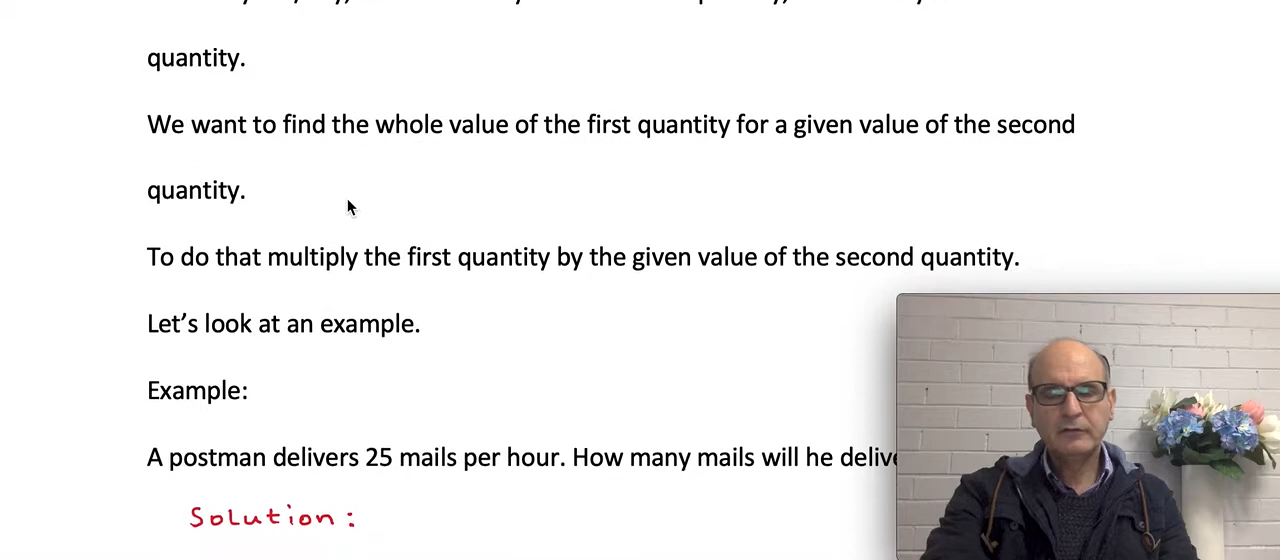 quantity.
We want to find the whole value of the first quantity for a given value of the second
quantity.
To do that multiply the first quantity by the given value of the second quantity.
Let’s look at an example.
Example:
A postman delivers 25 mails per hour. How many mails will he
Solution: